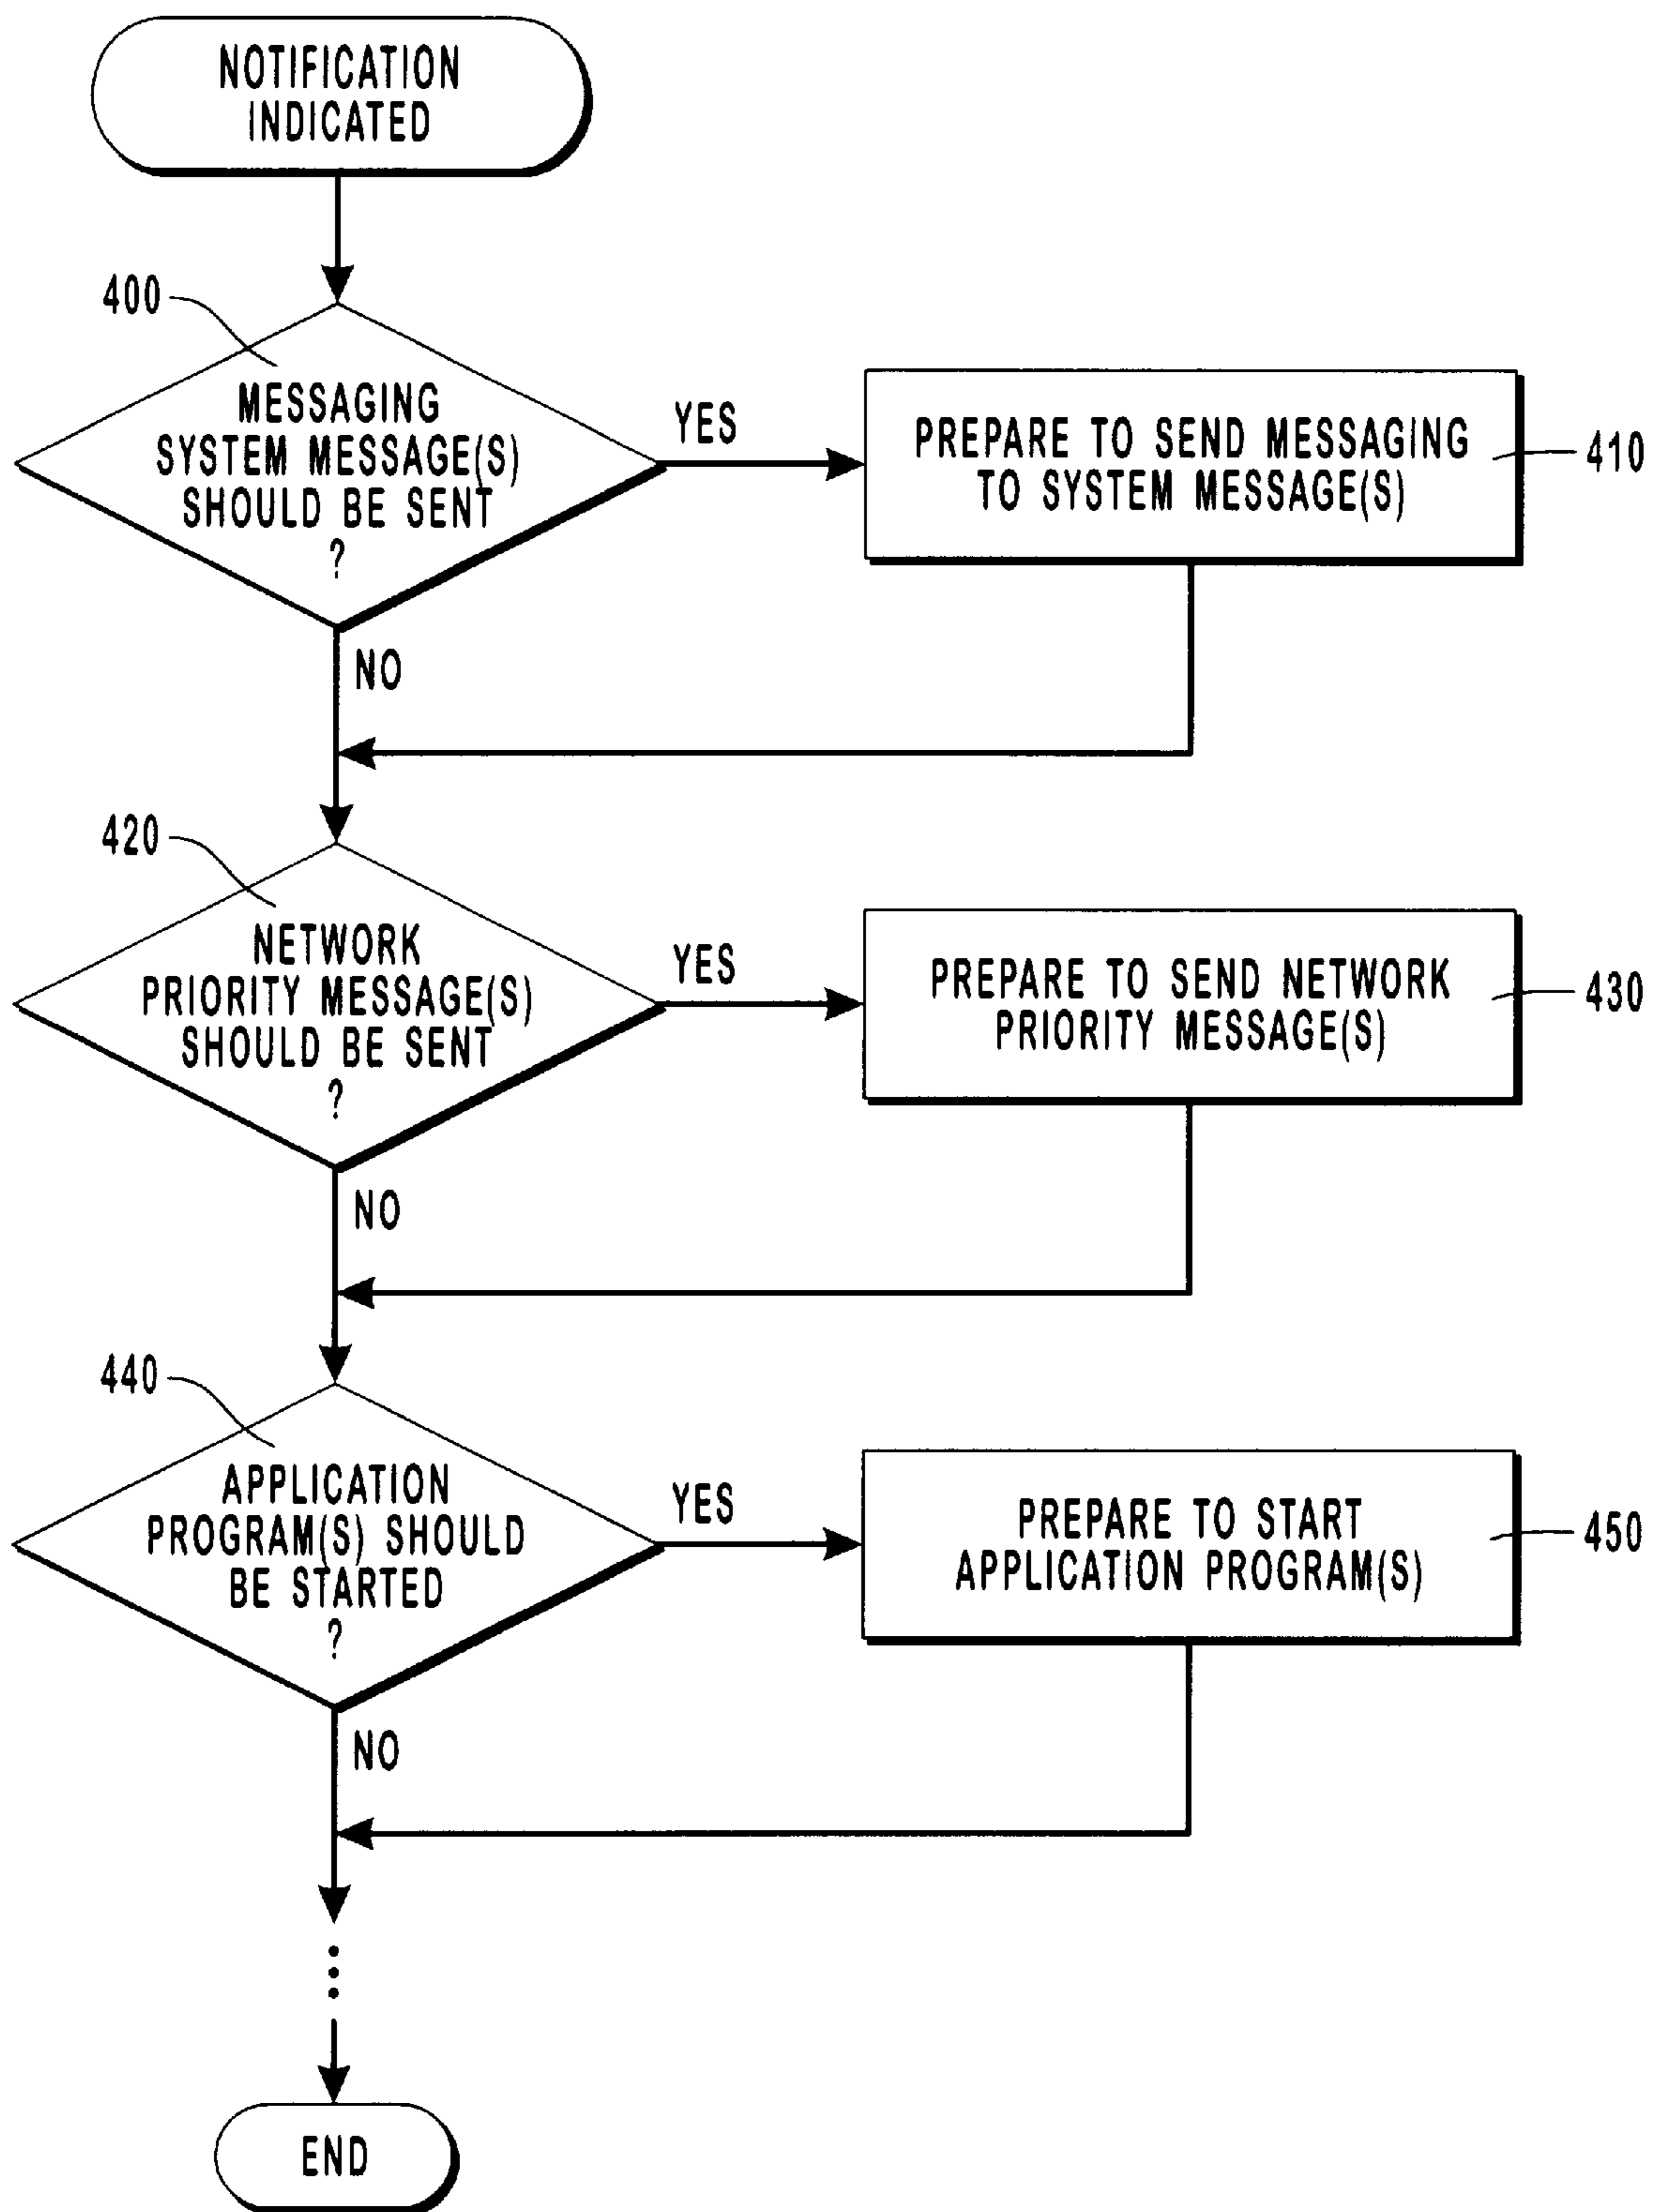 NOTIFICATION
INDICATED
400
MESSAGING
SYSTEM MESSAGE(S)
SHOULD BE SENT
?
YES
PREPARE TO SEND MESSAGING
TO SYSTEM MESSAGE(S)
410
NO
420
NETWORK
PRIORITY MESSAGE(S)
SHOULD BE SENT
?
YES
PREPARE TO SEND NETWORK
PRIORITY MESSAGE(S)
430
NO
440
APPLICATION
PROGRAM(S) SHOULD
BE STARTED
?
YES
PREPARE TO START
APPLICATION PROGRAM(S)
450
NO
END